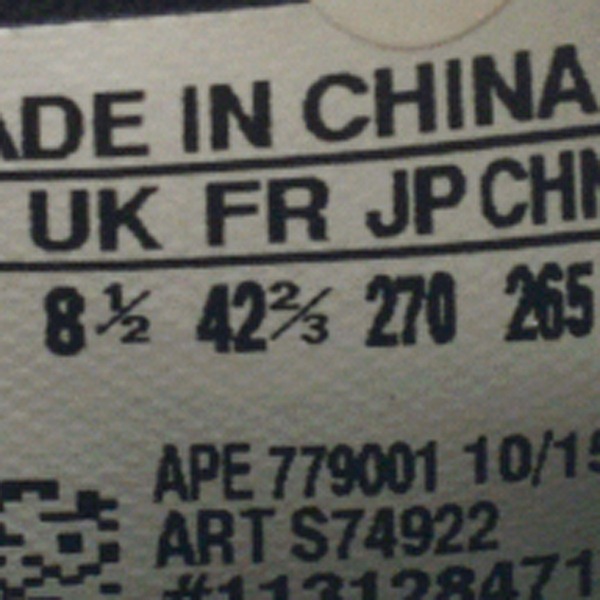 ADE IN CHINA
UK FR JP CHN
8½ 42⅔ 270 265
APE 779001 10/15
ART S74922
#113128471